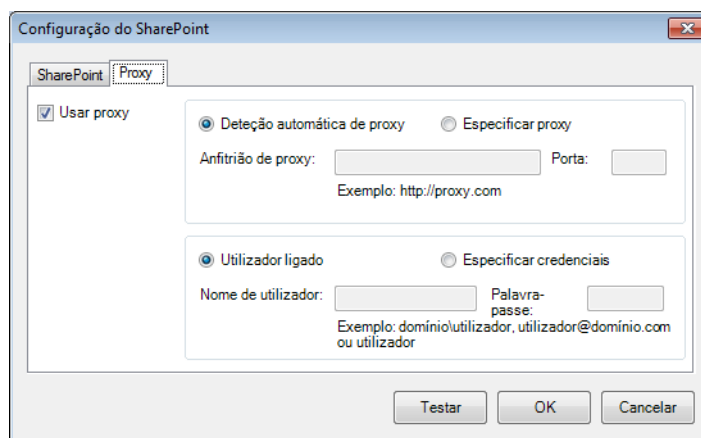 Configuração do SharePoint
SharePoint Proxy
Usar proxy
Deteção automática de proxy Especificar proxy
Anfitrião de proxy: Porta:
Exemplo: http://proxy.com
Utilizador ligado Especificar credenciais
Nome de utilizador: Palavra-
passe:
Exemplo: domínio\utilizador, utilizador@domínio.com
ou utilizador
Testar OK Cancelar